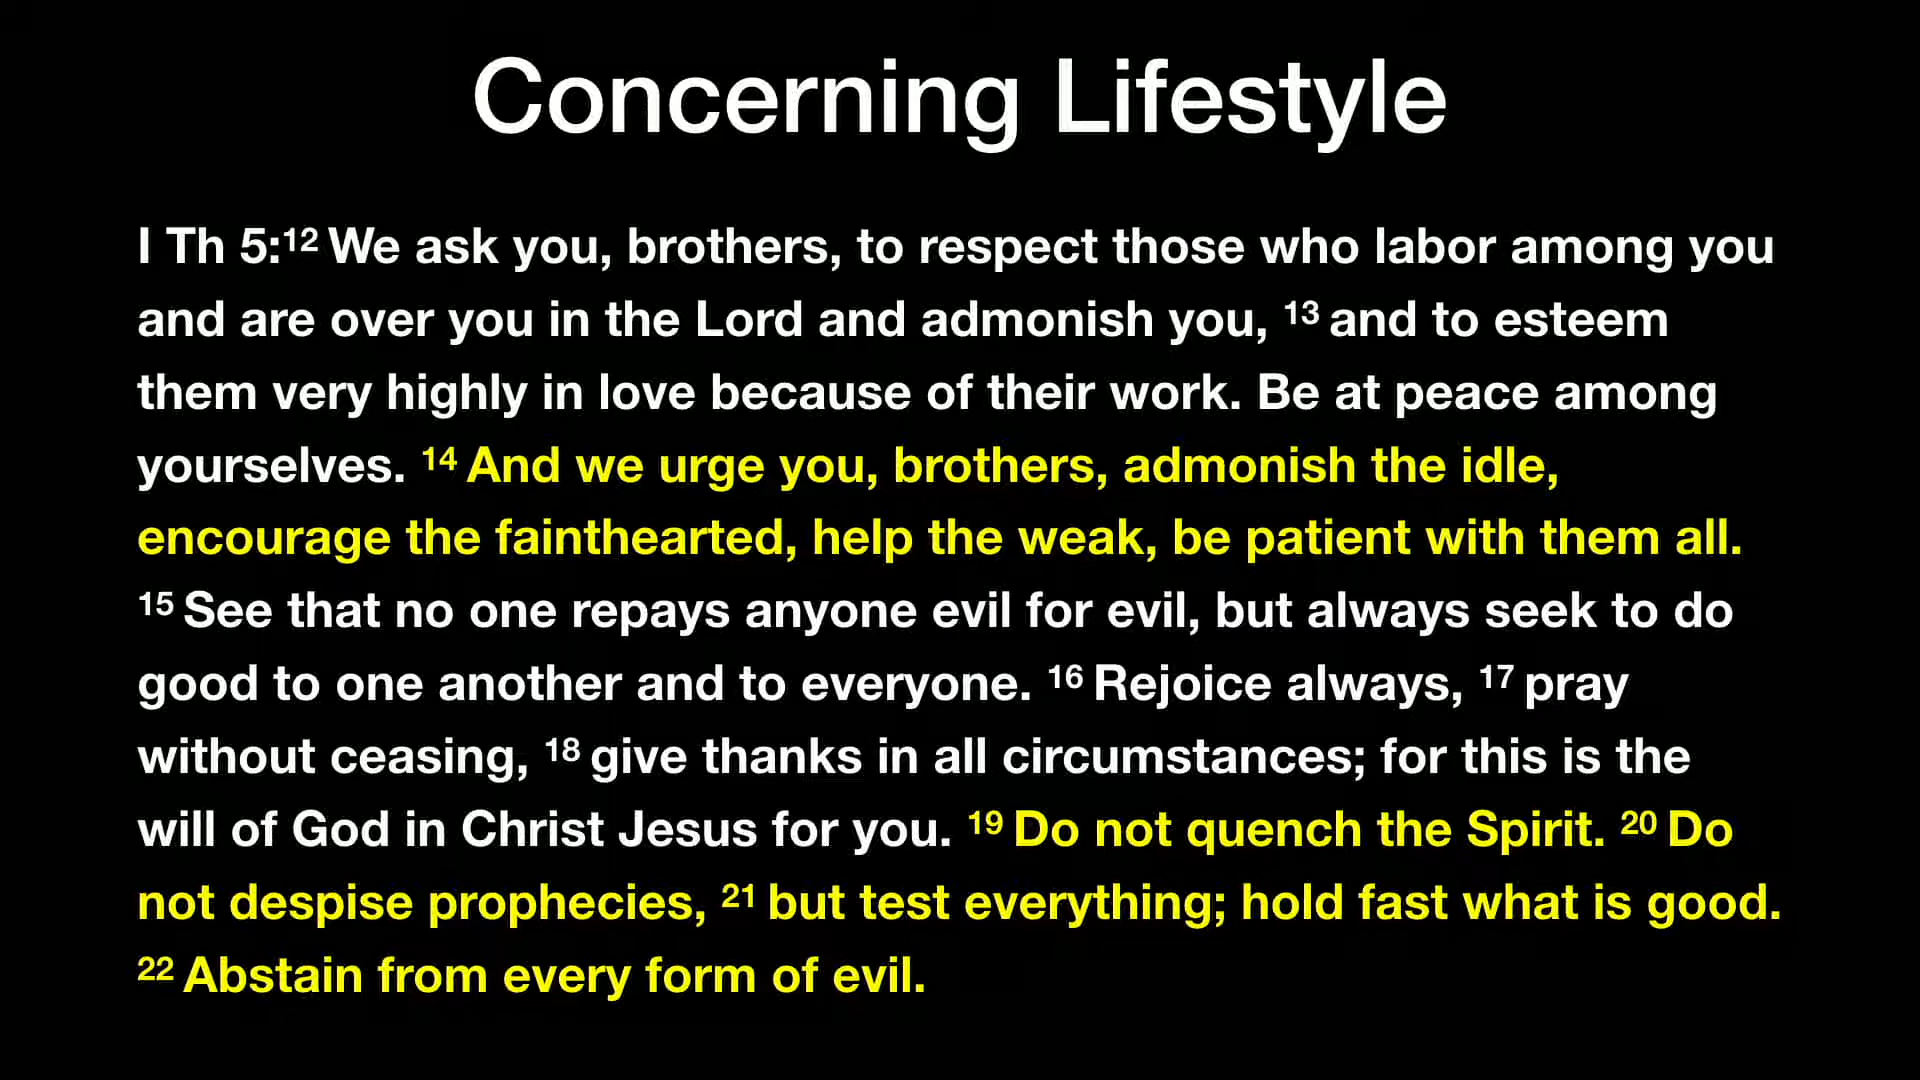 Concerning Lifestyle
I Th 5:¹² We ask you, brothers, to respect those who labor among you
and are over you in the Lord and admonish you, ¹³ and to esteem
them very highly in love because of their work. Be at peace among
yourselves. ¹⁴ And we urge you, brothers, admonish the idle,
encourage the fainthearted, help the weak, be patient with them all.
¹⁵ See that no one repays anyone evil for evil, but always seek to do
good to one another and to everyone. ¹⁶ Rejoice always, ¹⁷ pray
without ceasing, ¹⁸ give thanks in all circumstances; for this is the
will of God in Christ Jesus for you. ¹⁹ Do not quench the Spirit. ²⁰ Do
not despise prophecies, ²¹ but test everything; hold fast what is good.
²² Abstain from every form of evil.